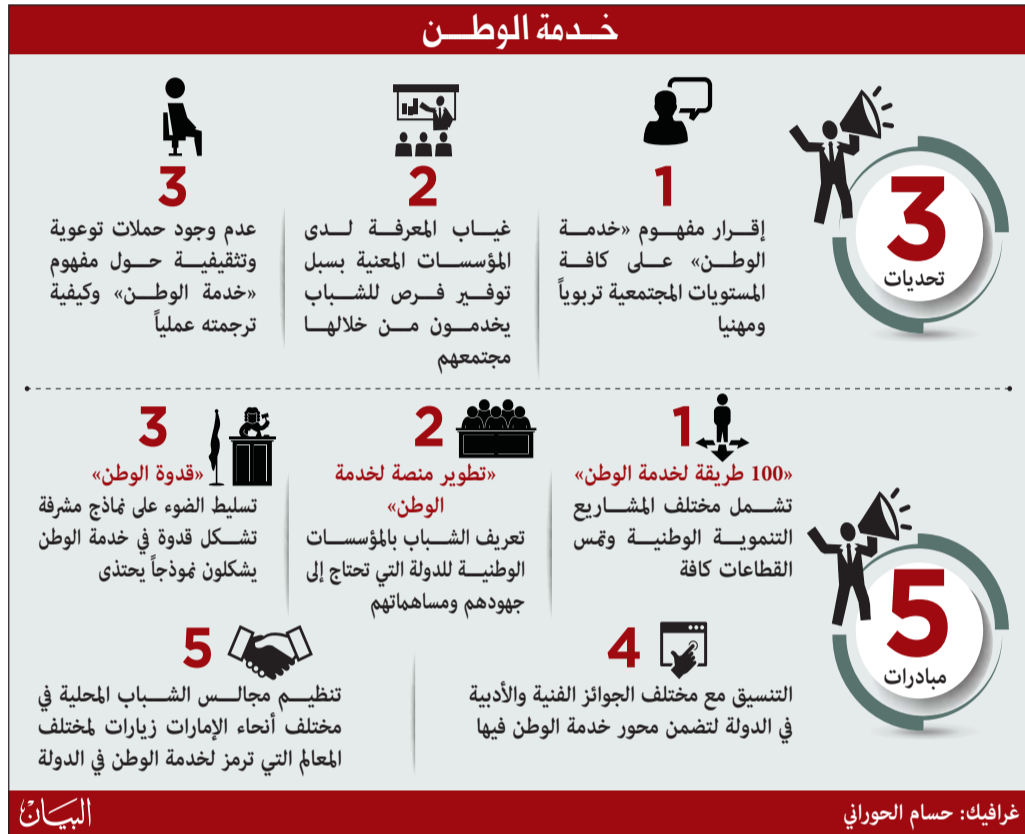 خدمة الوطن
3
تحديات
1
إقرار مفهوم «خدمة
الوطن» على كافة
المستويات المجتمعية تربوياً
ومهنيا
2
غياب المعرفة لدى
المؤسسات المعنية بسبل
توفير فرص للشباب
يخدمون من خلالها
مجتمعهم
3
عدم وجود حملات توعوية
وتثقيفية حول مفهوم
«خدمة الوطن» وكيفية
ترجمته عملياً
5
مبادرات
1
«100 طريقة لخدمة الوطن»
تشمل مختلف المشاريع
التنموية الوطنية وتمس
القطاعات كافة
2
«تطوير منصة لخدمة
الوطن»
تعريف الشباب بالمؤسسات
الوطنية للدولة التي تحتاج إلى
جهودهم ومساهماتهم
3
«قدوة الوطن»
تسليط الضوء على نماذج مشرفة
تشكل قدوة في خدمة الوطن
يشكلون نموذجاً يحتذى
4
التنسيق مع مختلف الجوائز الفنية والأدبية
في الدولة لتضمن محور خدمة الوطن فيها
5
تنظيم مجالس الشباب المحلية في
مختلف أنحاء الإمارات زيارات لمختلف
المعالم التي ترمز لخدمة الوطن في الدولة
غرافيك: حسام الحوراني
البيان